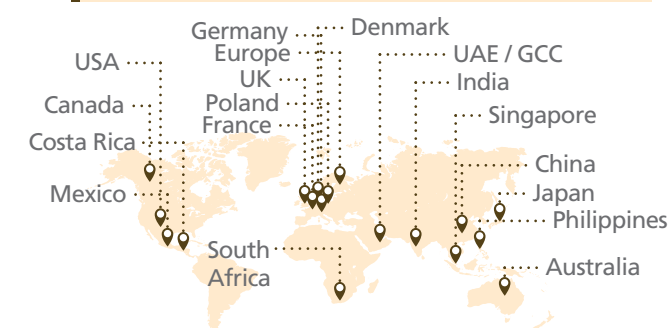 Germany
Denmark
Europe
USA
UAE / GCC
UK
India
Canada
Poland
Singapore
France
Costa Rica
China
Mexico
Japan
Philippines
South
Africa
Australia